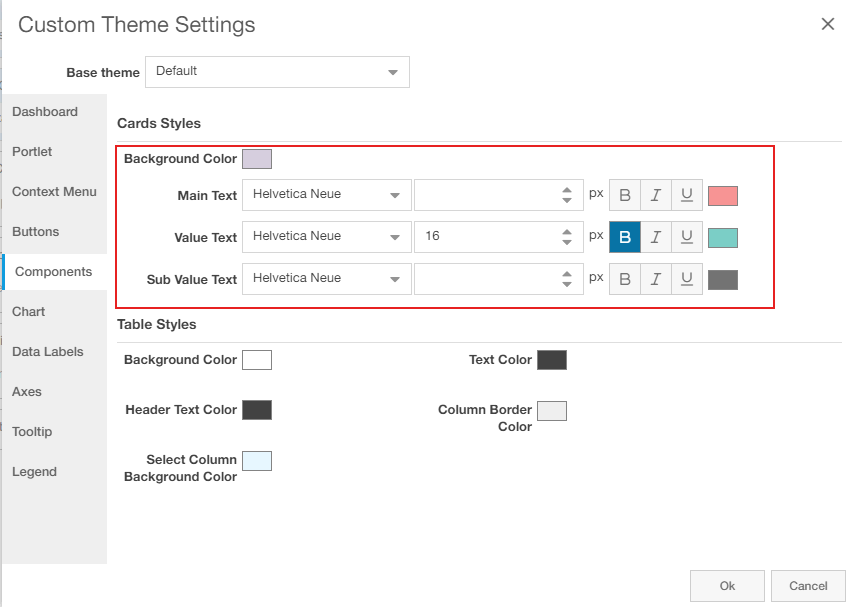 Custom Theme Settings
Base theme Default
Dashboard
Portlet
Context Menu
Buttons
Components
Chart
Data Labels
Axes
Tooltip
Legend
Cards Styles
Background Color
Main Text Helvetica Neue px B I U
Value Text Helvetica Neue 16 px B I U
Sub Value Text Helvetica Neue px B I U
Table Styles
Background Color
Text Color
Header Text Color
Column Border
Color
Select Column
Background Color
Ok Cancel